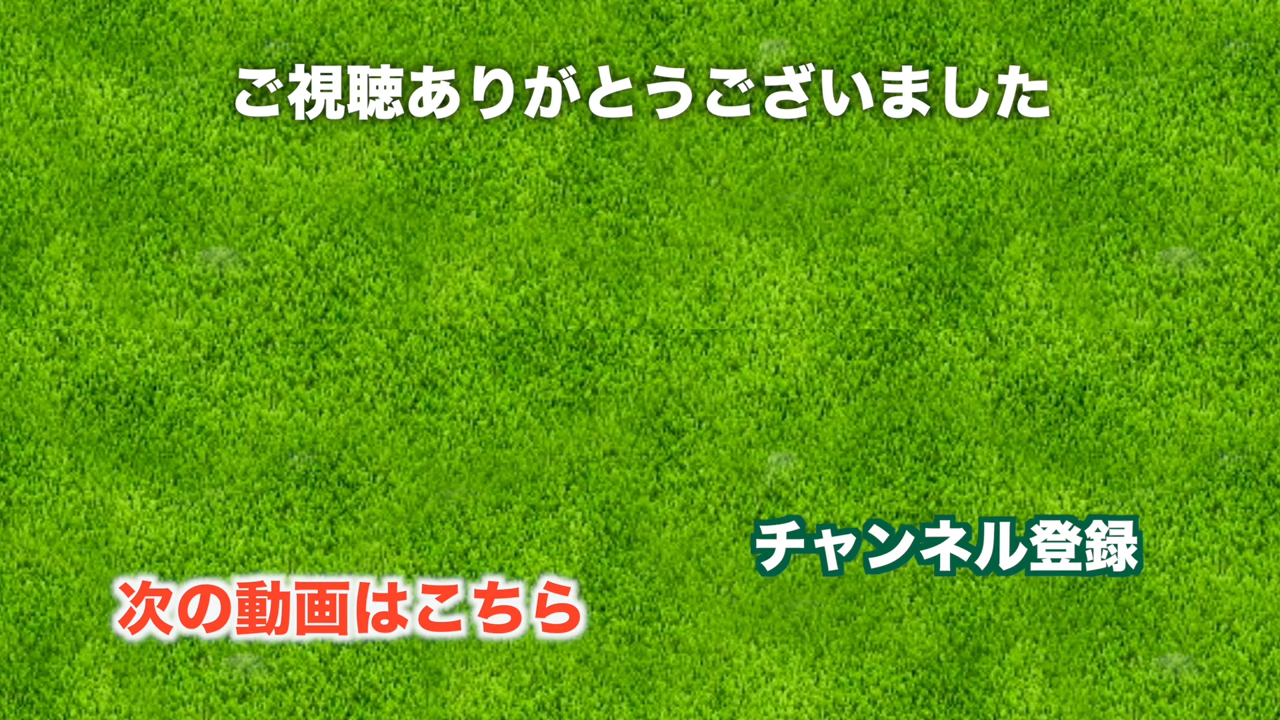 ご視聴ありがとうございました
チャンネル登録
次の動画はこちら